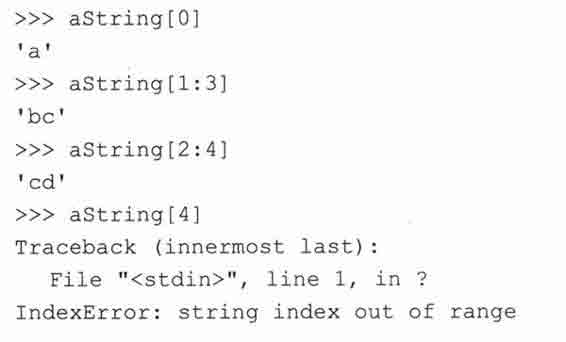 >>> aString[0]
'a'
>>> aString[1:3]
'bc'
>>> aString[2:4]
'cd'
>>> aString[4]
Traceback (innermost last):
File "<stdin>", line 1, in ?
IndexError: string index out of range